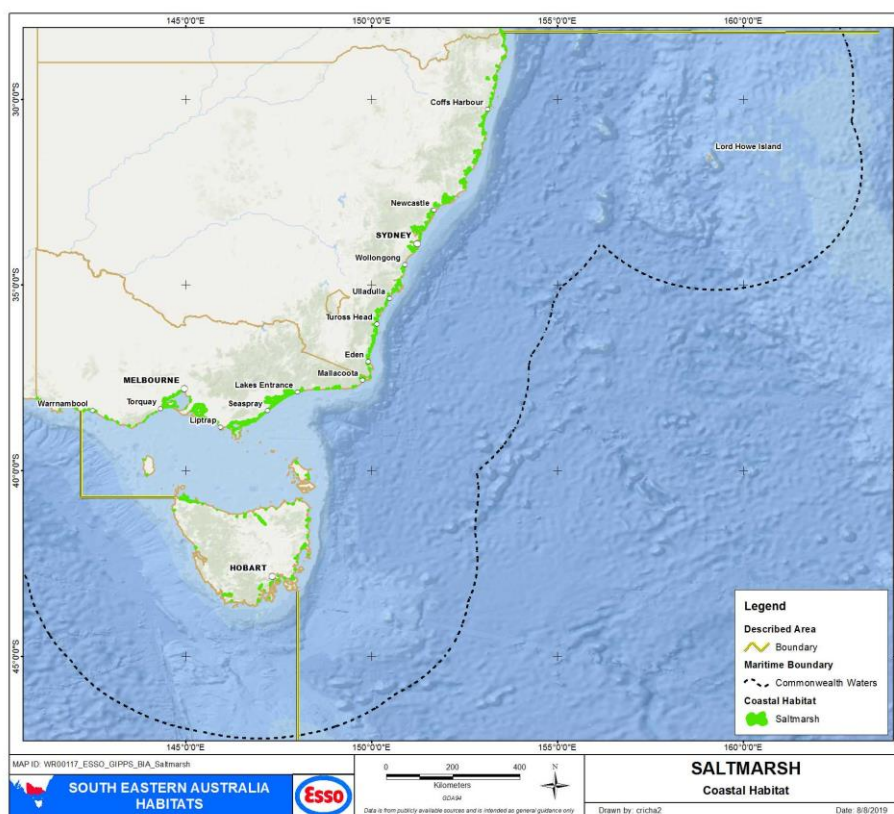 145°0'0"E
150°0'0"E
155°0'0"E
160°0'0"E
30°0'0"S
Coffs Harbour
Lord Howe Island
Newcastle
SYDNEY
Wollongong
35°0'0"S
Ulladulla
Tuross Head
Eden
Mallacoota
MELBOURNE
Lakes Entrance
Warrnambool
Torquay
Seaspray
Liptrap
40°0'0"S
HOBART
45°0'0"S
Legend
Described Area
Boundary
Maritime Boundary
Commonwealth Waters
Coastal Habitat
Saltmarsh
145°0'0"E
150°0'0"E
155°0'0"E
160°0'0"E
MAP ID: WR00117_ESSO_GIPPS_BIA_Saltmarsh
SOUTH EASTERN AUSTRALIA
HABITATS
Esso
0 200 400
Kilometers
GDA94
N
Data is from publicly available sources and is intended as general guidance only
SALTMARSH
Coastal Habitat
Drawn by: cricha2
Date: 8/8/2019